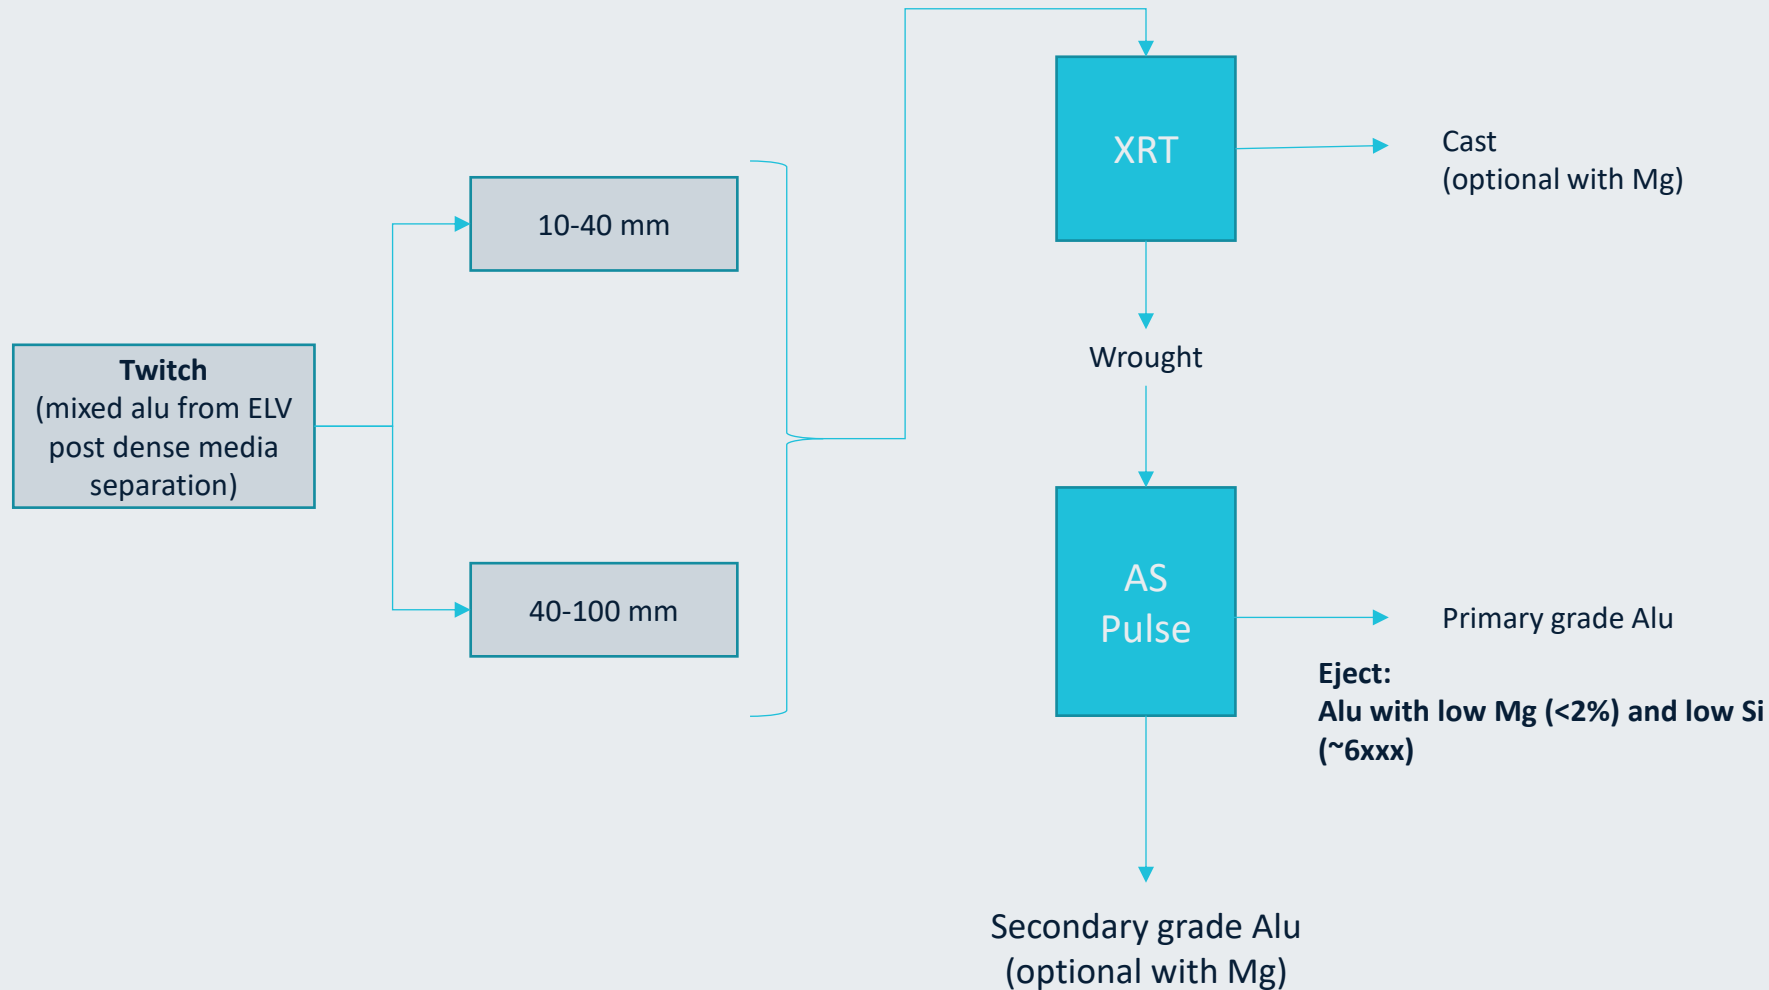 Twitch
(mixed alu from ELV
post dense media
separation)
10-40 mm
40-100 mm
XRT
Cast
(optional with Mg)
Wrought
AS
Pulse
Primary grade Alu
Eject:
Alu with low Mg (<2%) and low Si
(~6xxx)
Secondary grade Alu
(optional with Mg)